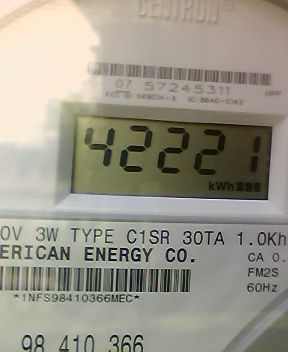 CENTRON®
07 57245311
42221
kWh
0V 3W TYPE C1SR 30TA 1.0Kh
ERICAN ENERGY CO.
CA 0.
FM2S
60Hz
*1NFS98410366MEC*
98 410 366